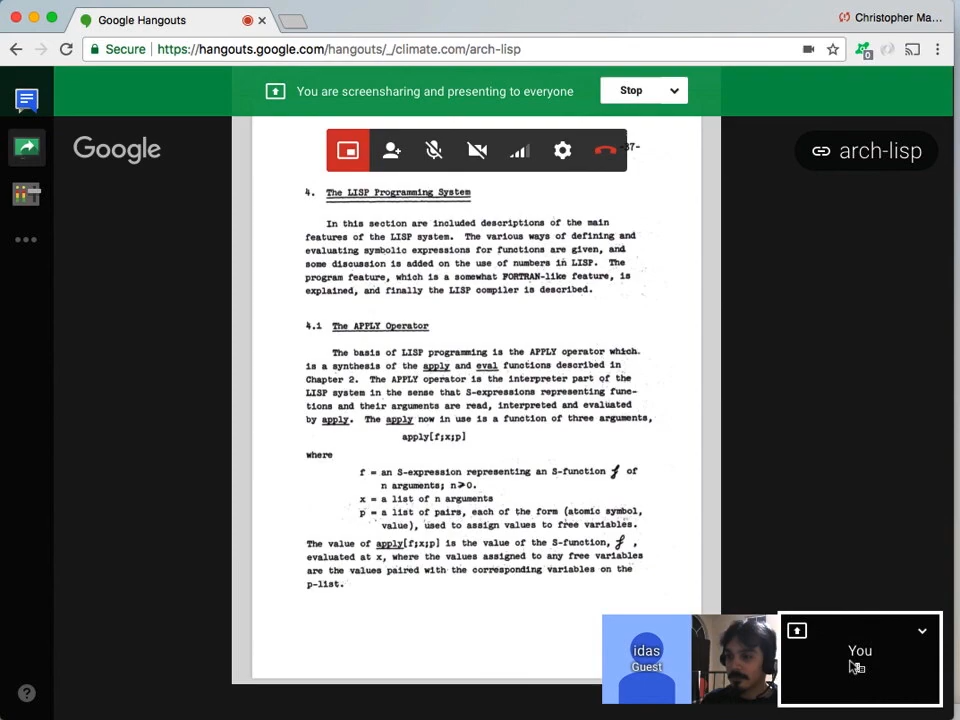 Google Hangouts
Christopher Ma...
Secure
https://hangouts.google.com/hangouts/_/climate.com/arch-lisp
0
You are screensharing and presenting to everyone
Stop
Google
arch-lisp
-37-
4. The LISP Programming System
In this section are included descriptions of the main
features of the LISP system. The various ways of defining and
evaluating symbolic expressions for functions are given, and
some discussion is added on the use of numbers in LISP. The
program feature, which is a somewhat FORTRAN-like feature, is
explained, and finally the LISP compiler is described.
4.1 The APPLY Operator
The basis of LISP programming is the APPLY operator which
is a synthesis of the apply and eval functions described in
Chapter 2. The APPLY operator is the interpreter part of the
LISP system in the sense that S-expressions representing func-
tions and their arguments are read, interpreted and evaluated
by apply. The apply now in use is a function of three arguments,
apply[f;x;p]
where
f = an S-expression representing an S-function f of
n arguments; n≥0.
x = a list of n arguments
p = a list of pairs, each of the form (atomic symbol,
value), used to assign values to free variables.
The value of apply[f;x;p] is the value of the S-function, f ,
evaluated at x, where the values assigned to any free variables
are the values paired with the corresponding variables on the
p-list.
idas
Guest
You
?